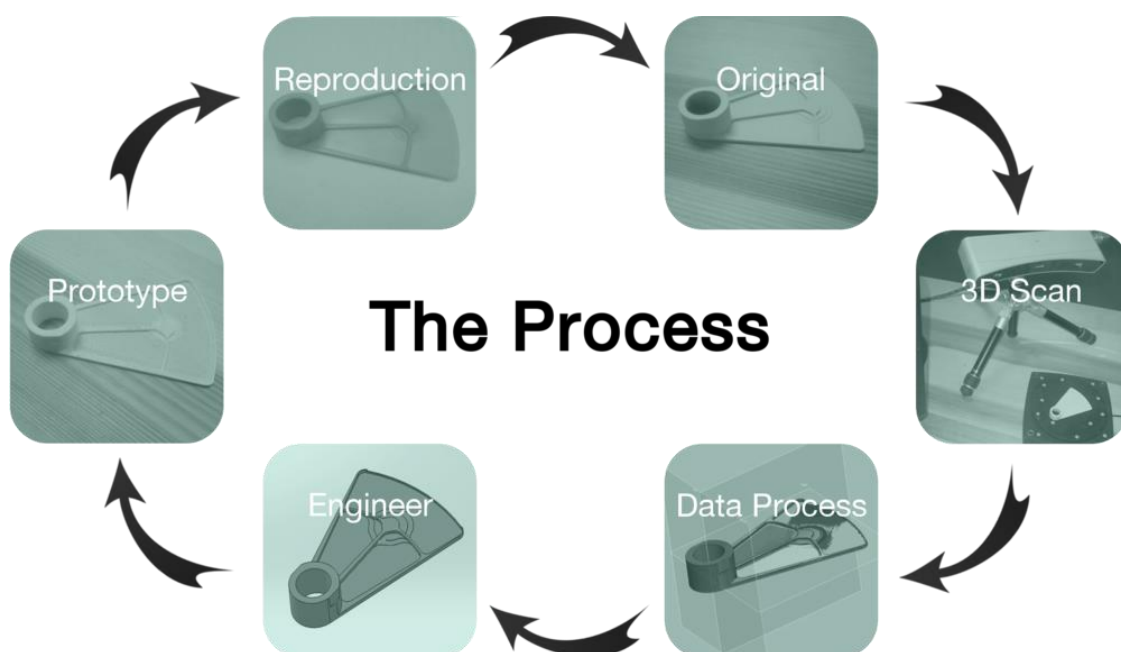 Reproduction
Original
Prototype
The Process
3D Scan
Engineer
Data Process